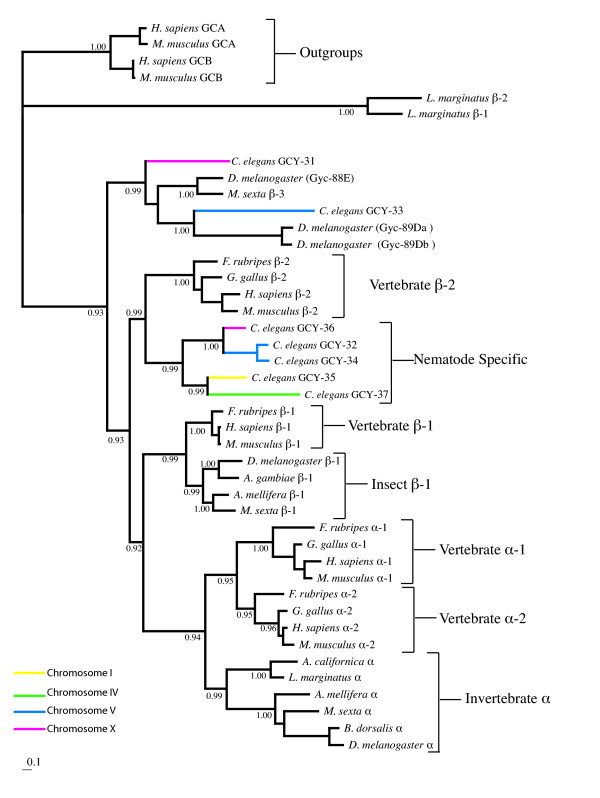 H. sapiens GCA
1.00
M. musculus GCA
H. sapiens GCB
M. musculus GCB
Outgroups
L. marginatus β-2
1.00
L. marginatus β-1
C. elegans GCY-31
0.99
D. melanogaster (Gyc-88E)
1.00
M. sexta β-3
C. elegans GCY-33
1.00
D. melanogaster (Gyc-89Da )
D. melanogaster (Gyc-89Db )
0.93
F. rubripes β-2
1.00
G. gallus β-2
H. sapiens β-2
M. musculus β-2
Vertebrate β-2
0.99
C. elegans GCY-36
1.00
C. elegans GCY-32
C. elegans GCY-34
0.99
C. elegans GCY-35
0.99
C. elegans GCY-37
Nematode Specific
0.93
F. rubripes β-1
1.00
H. sapiens β-1
M. musculus β-1
Vertebrate β-1
0.99
1.00
D. melanogaster β-1
A. gambiae β-1
0.99
A. mellifera β-1
1.00
M. sexta β-1
Insect β-1
0.92
F. rubripes α-1
1.00
G. gallus α-1
H. sapiens α-1
M. musculus α-1
Vertebrate α-1
0.95
F. rubripes α-2
0.95
G. gallus α-2
0.96
H. sapiens α-2
M. musculus α-2
Vertebrate α-2
0.94
A. californica α
1.00
L. marginatus α
0.99
A. mellifera α
1.00
M. sexta α
B. dorsalis α
D. melanogaster α
Invertebrate α
Chromosome I
Chromosome IV
Chromosome V
Chromosome X
0.1